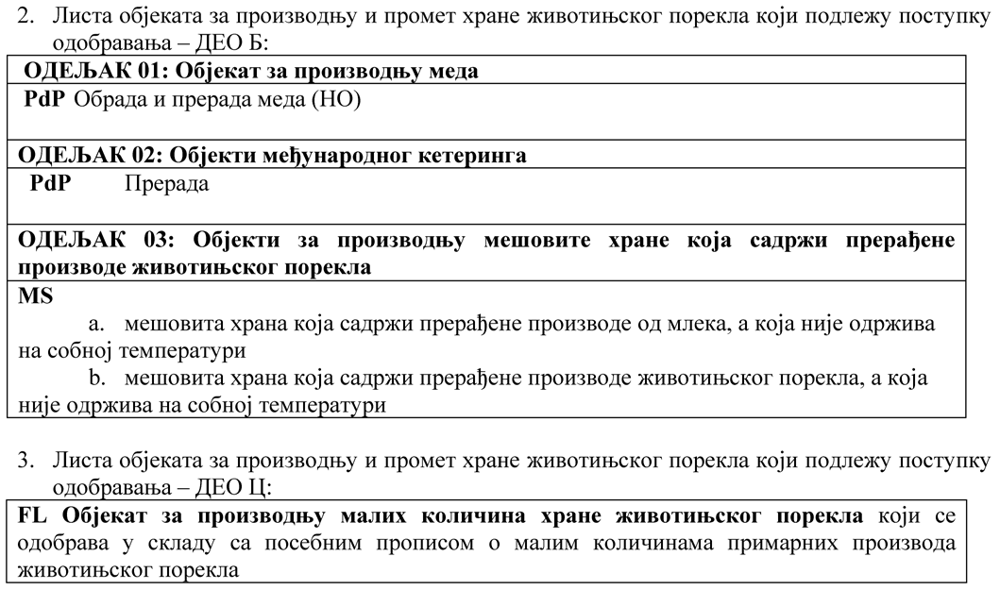 2. Листа објеката за производњу и промет хране животињског порекла који подлежу поступку
одобравања – ДЕО Б:
ОДЕЉАК 01: Објекат за производњу меда
PdP Обрада и прерада меда (НО)
ОДЕЉАК 02: Објекти међународног кетеринга
PdP Прерада
ОДЕЉАК 03: Објекти за производњу мешовите хране која садржи прерађене
производе животињског порекла
MS
a. мешовита храна која садржи прерађене производе од млека, а која није одржива
на собној температури
b. мешовита храна која садржи прерађене производе животињског порекла, а која
није одржива на собној температури
3. Листа објеката за производњу и промет хране животињског порекла који подлежу поступку
одобравања – ДЕО Ц:
FL Објекат за производњу малих количина хране животињског порекла који се
одобрава у складу са посебним прописом о малим количинама примарних производа
животињског порекла